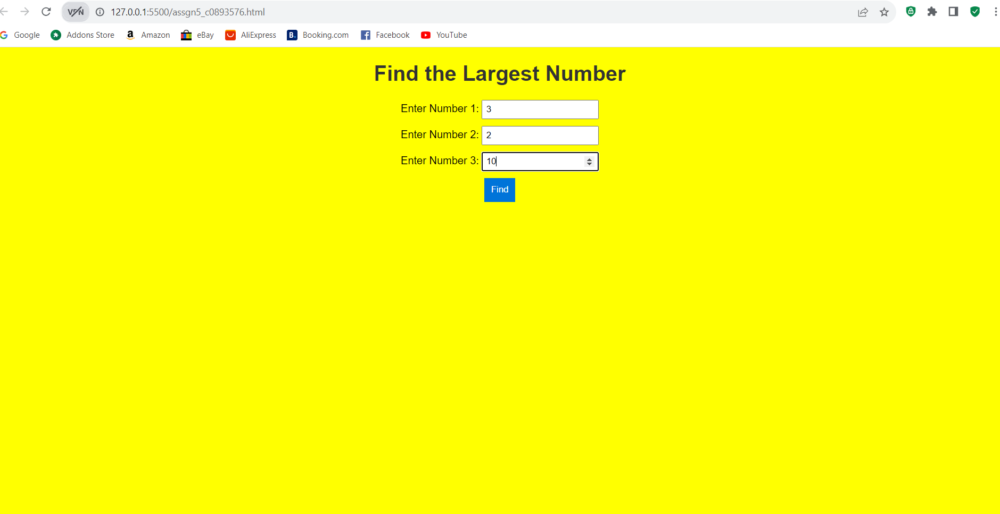 VPN 127.0.0.1:5500/assgn5_c0893576.html
Google Addons Store Amazon eBay AliExpress B. Booking.com Facebook YouTube
Find the Largest Number
Enter Number 1: 3
Enter Number 2: 2
Enter Number 3: 10
Find